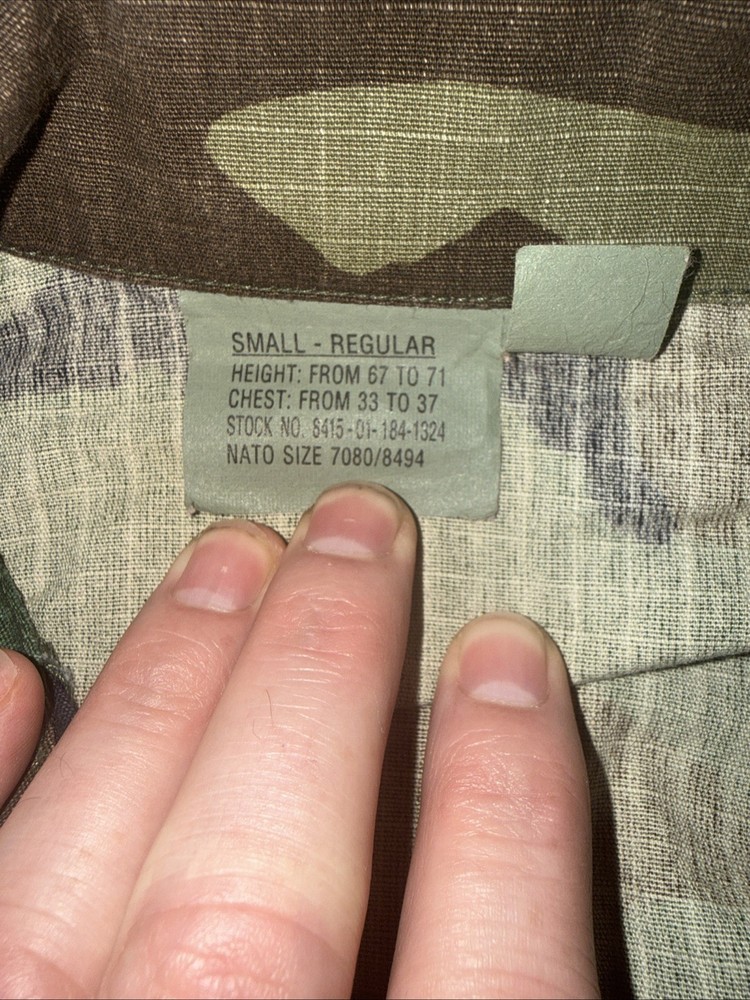 SMALL - REGULAR
HEIGHT: FROM 67 TO 71
CHEST: FROM 33 TO 37
STOCK NO. 8415-01-184-1324
NATO SIZE 7080/8494